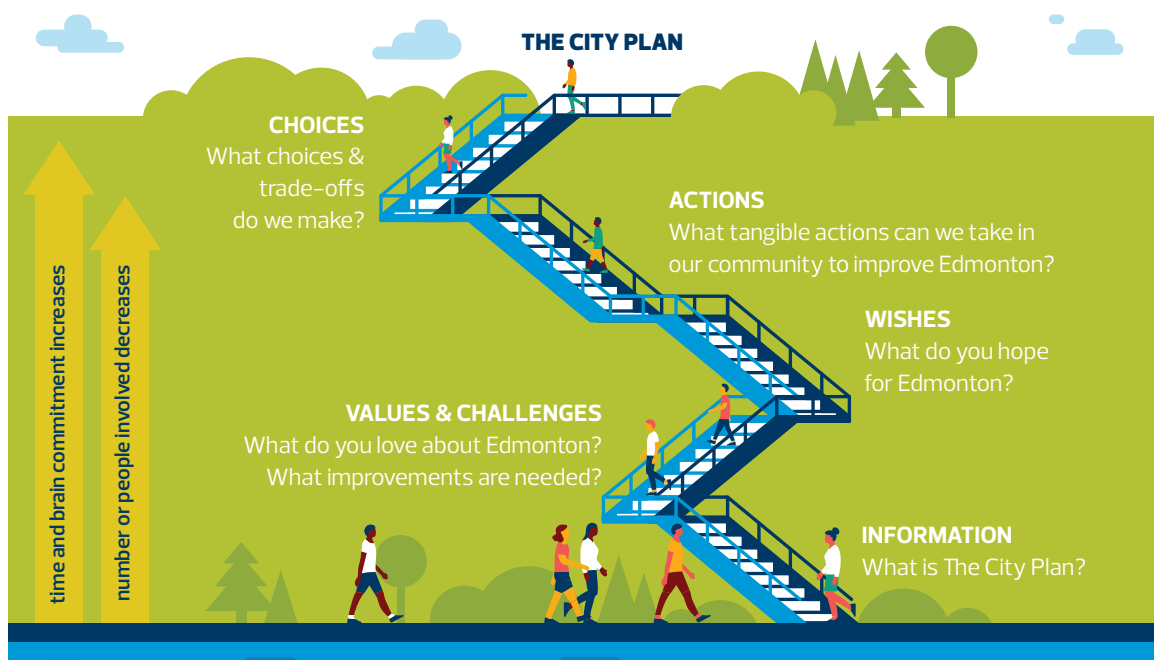 THE CITY PLAN
CHOICES
What choices &
trade-offs
do we make?
ACTIONS
What tangible actions can we take in
our community to improve Edmonton?
WISHES
What do you hope
for Edmonton?
VALUES & CHALLENGES
What do you love about Edmonton?
What improvements are needed?
INFORMATION
What is The City Plan?
time and brain commitment increases
number or people involved decreases